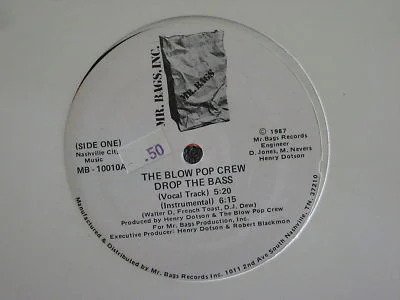 MR. BAGS, INC.
MR. BAGS
(SIDE ONE)
Nashville City
Music
MB - 10010A
.50
© 1987
Mr. Bags Records
Engineer
D. Jones, M. Nevers
Henry Dotson
THE BLOW POP CREW
DROP THE BASS
(Vocal Track) 5:20
(Instrumental) 6:15
(Walter D, French Toast, D.J. Dew)
Produced by Henry Dotson & The Blow Pop Crew
For Mr. Bags Production, Inc.
Executive Producer: Henry Dotson & Robert Blackmon
Manufactured & Distributed by Mr. Bags Records Inc. 1011 2nd Ave. South Nashville, TN, 37210